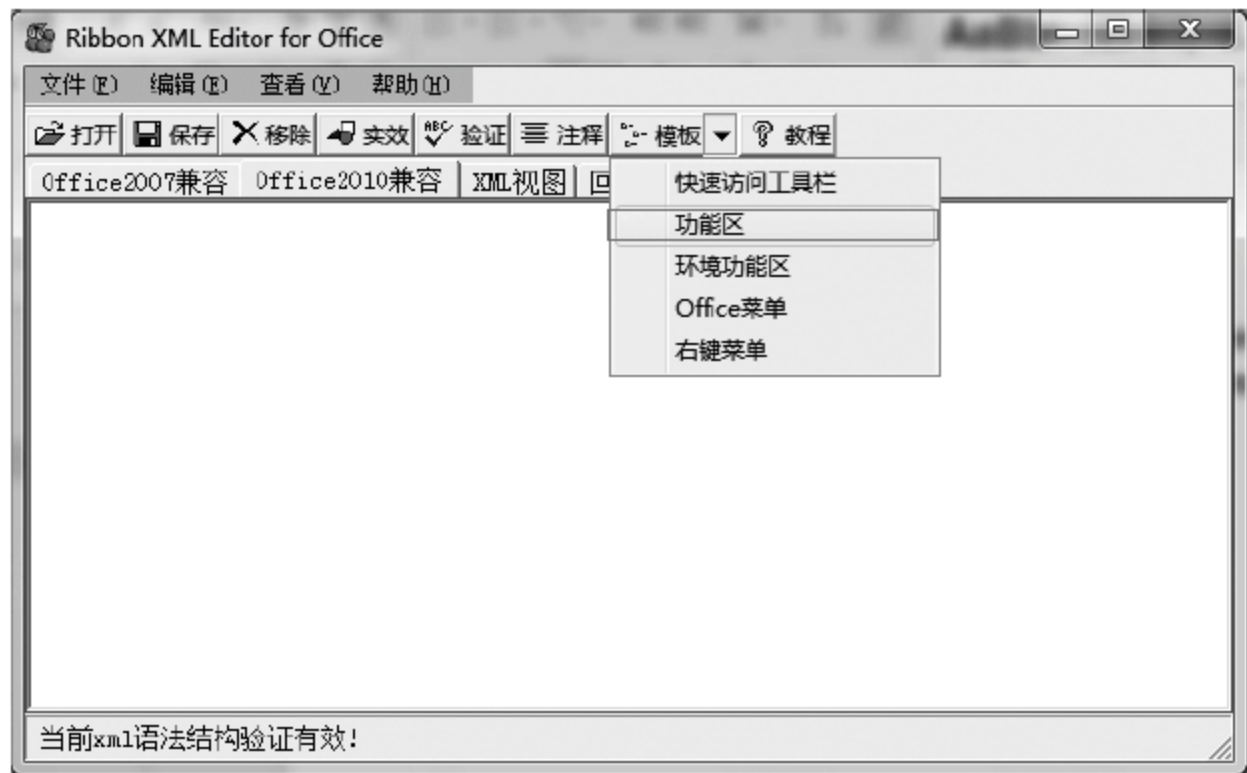 Ribbon XML Editor for Office
文件(F) 编辑(E) 查看(V) 帮助(H)
打开 保存 移除 实效 ABC 验证 注释 模板 教程
Office2007兼容 Office2010兼容 XML视图 回
快速访问工具栏
功能区
环境功能区
Office菜单
右键菜单
当前xml语法结构验证有效!